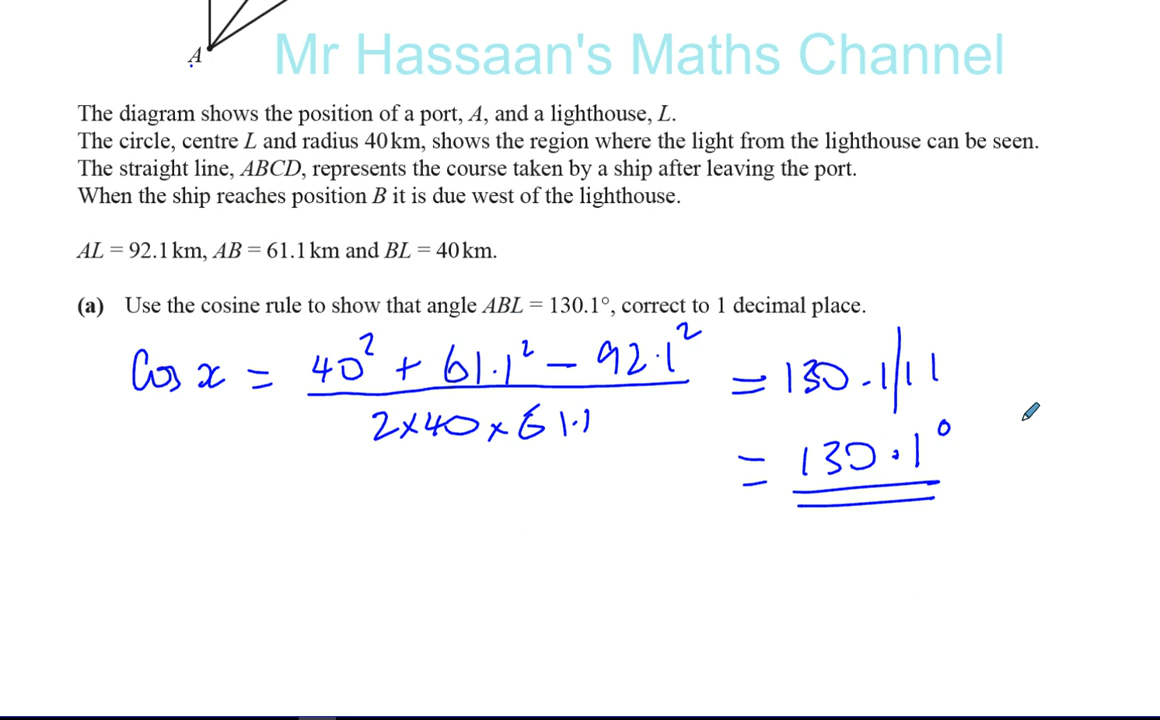 A
Mr Hassaan's Maths Channel
The diagram shows the position of a port, A, and a lighthouse, L.
The circle, centre L and radius 40 km, shows the region where the light from the lighthouse can be seen.
The straight line, ABCD, represents the course taken by a ship after leaving the port.
When the ship reaches position B it is due west of the lighthouse.
AL = 92.1 km, AB = 61.1 km and BL = 40 km.
(a) Use the cosine rule to show that angle ABL = 130.1°, correct to 1 decimal place.
Cos x = 40² + 61.1² - 92.1² = 130.1/11
2×40×61.1
= 130.1°